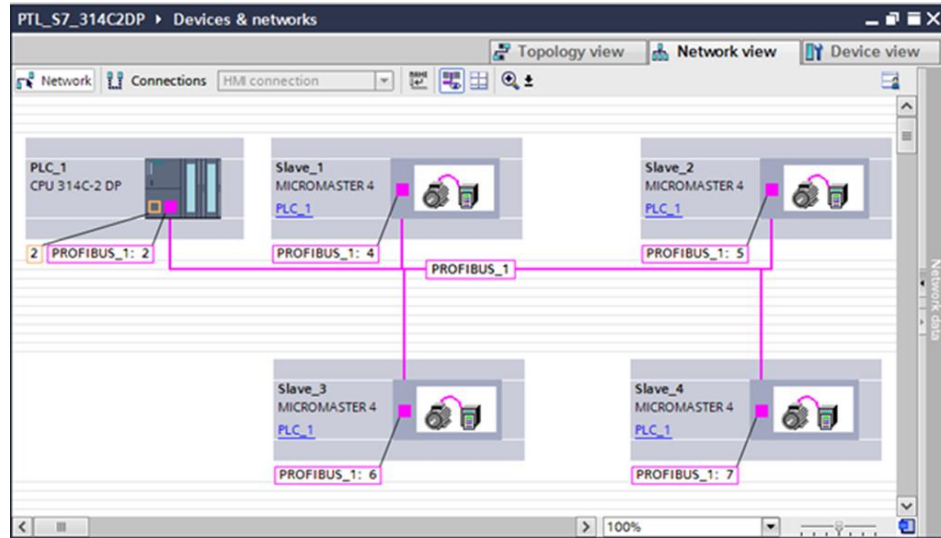 PTL_S7_314C2DP ▸ Devices & networks
Topology view
Network view
Device view
Network
Connections
HMI connection
PLC_1
CPU 314C-2 DP
2
PROFIBUS_1: 2
Slave_1
MICROMASTER 4
PLC_1
PROFIBUS_1: 4
Slave_2
MICROMASTER 4
PLC_1
PROFIBUS_1: 5
PROFIBUS_1
Slave_3
MICROMASTER 4
PLC_1
PROFIBUS_1: 6
Slave_4
MICROMASTER 4
PLC_1
PROFIBUS_1: 7
Network data
100%